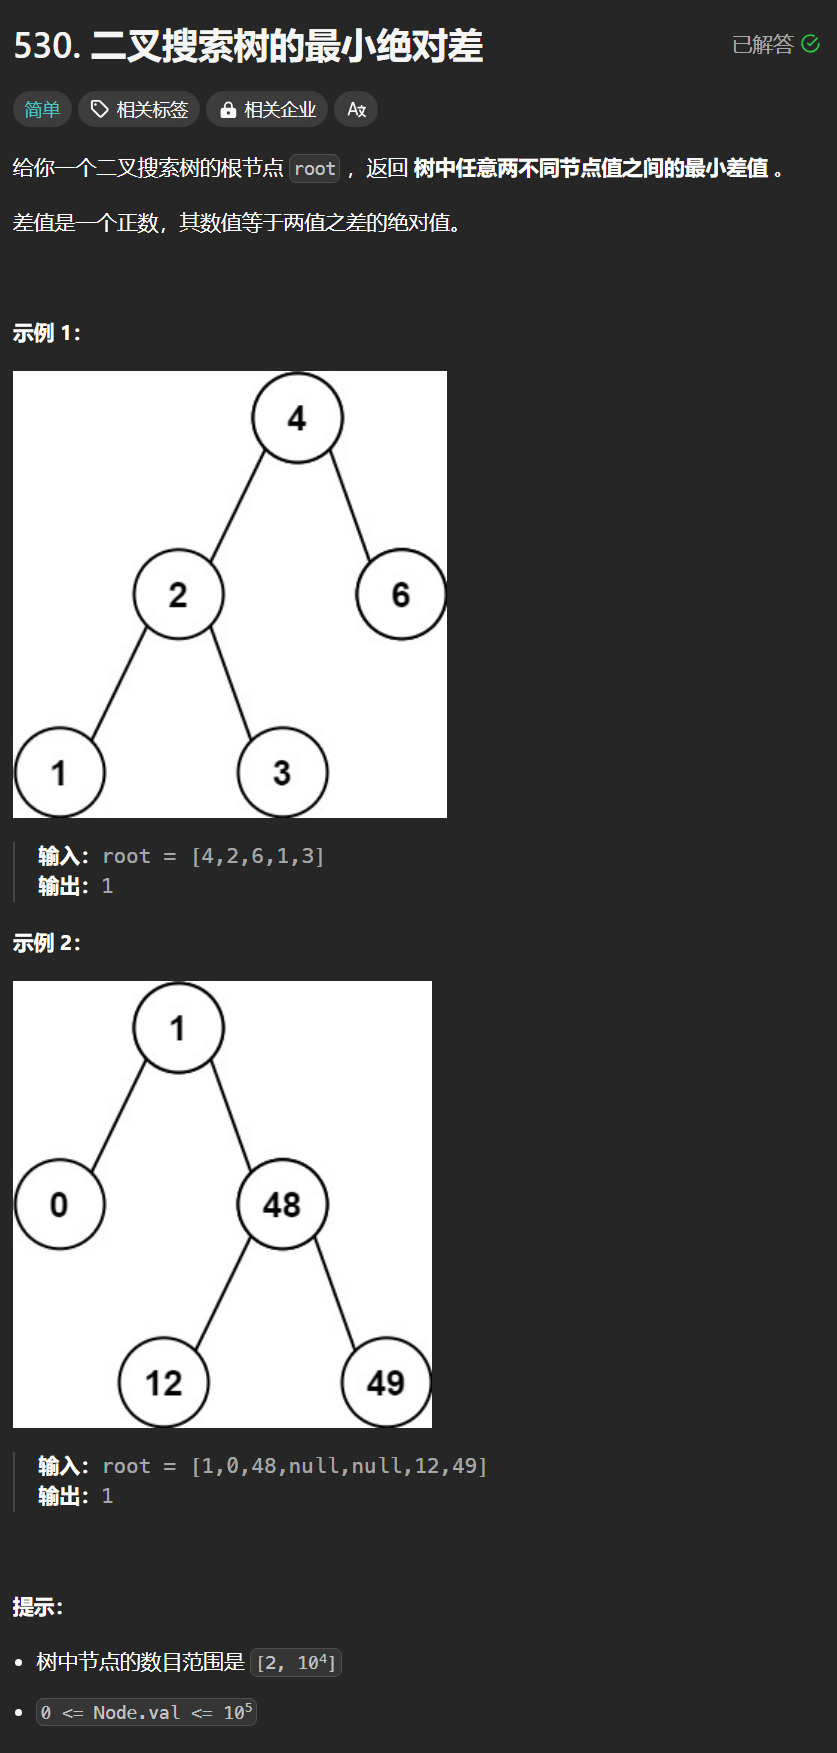 530. 二叉搜索树的最小绝对差
已解答
简单 相关标签 相关企业 A文
给你一个二叉搜索树的根节点 root ，返回 树中任意两不同节点值之间的最小差值 。
差值是一个正数，其数值等于两值之差的绝对值。
示例 1：
4
2 6
1 3
输入：root = [4,2,6,1,3]
输出：1
示例 2：
1
0 48
12 49
输入：root = [1,0,48,null,null,12,49]
输出：1
提示：
• 树中节点的数目范围是 [2, 10⁴]
• 0 <= Node.val <= 10⁵